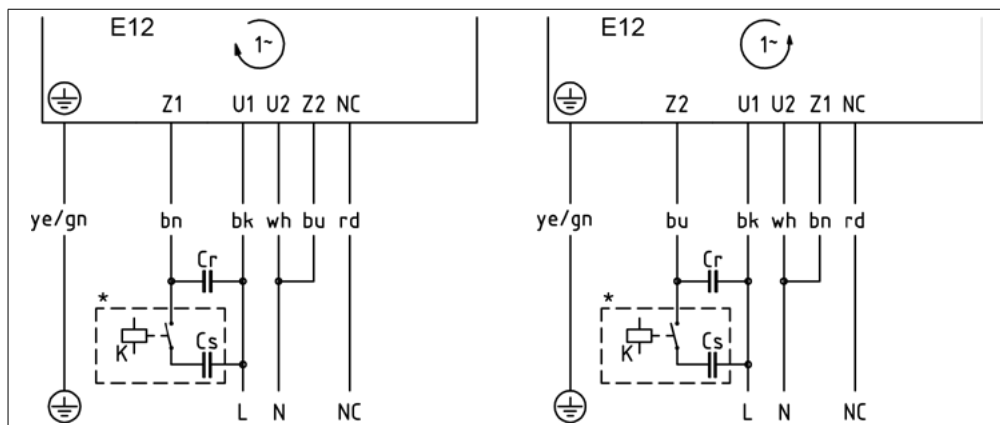 E12
1~
Z1 U1 U2 Z2 NC
ye/gn bn bk wh bu rd
Cr
*
K
Cs
L N NC
E12
1~
Z2 U1 U2 Z1 NC
ye/gn bu bk wh bn rd
Cr
*
K
Cs
L N NC